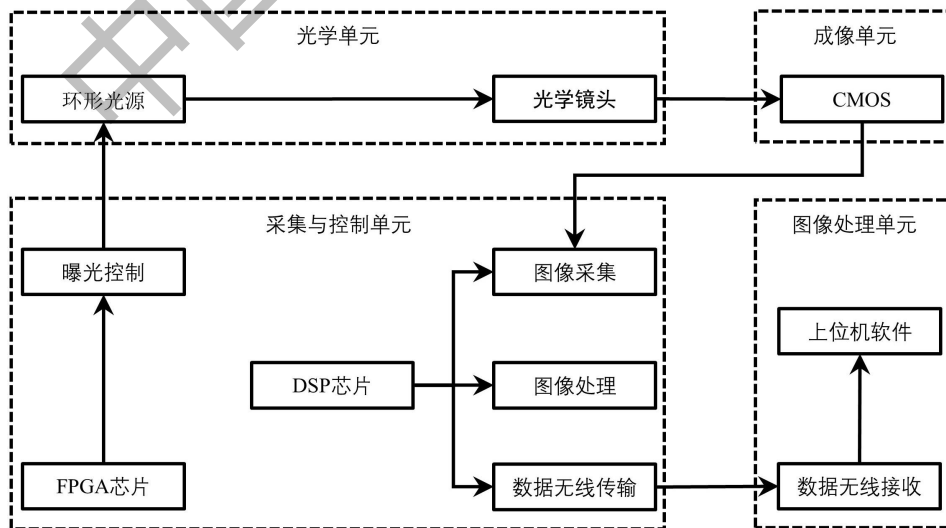 光学单元
成像单元
环形光源
光学镜头
CMOS
采集与控制单元
图像处理单元
曝光控制
图像采集
上位机软件
DSP芯片
图像处理
FPGA芯片
数据无线传输
数据无线接收